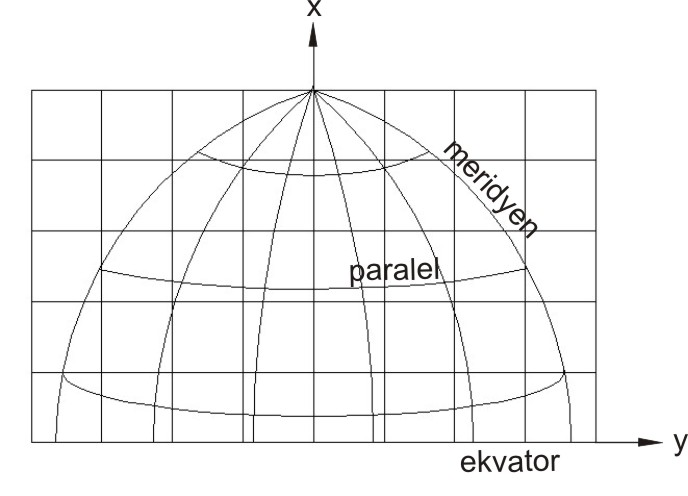 x
meridyen
paralel
y
ekvator